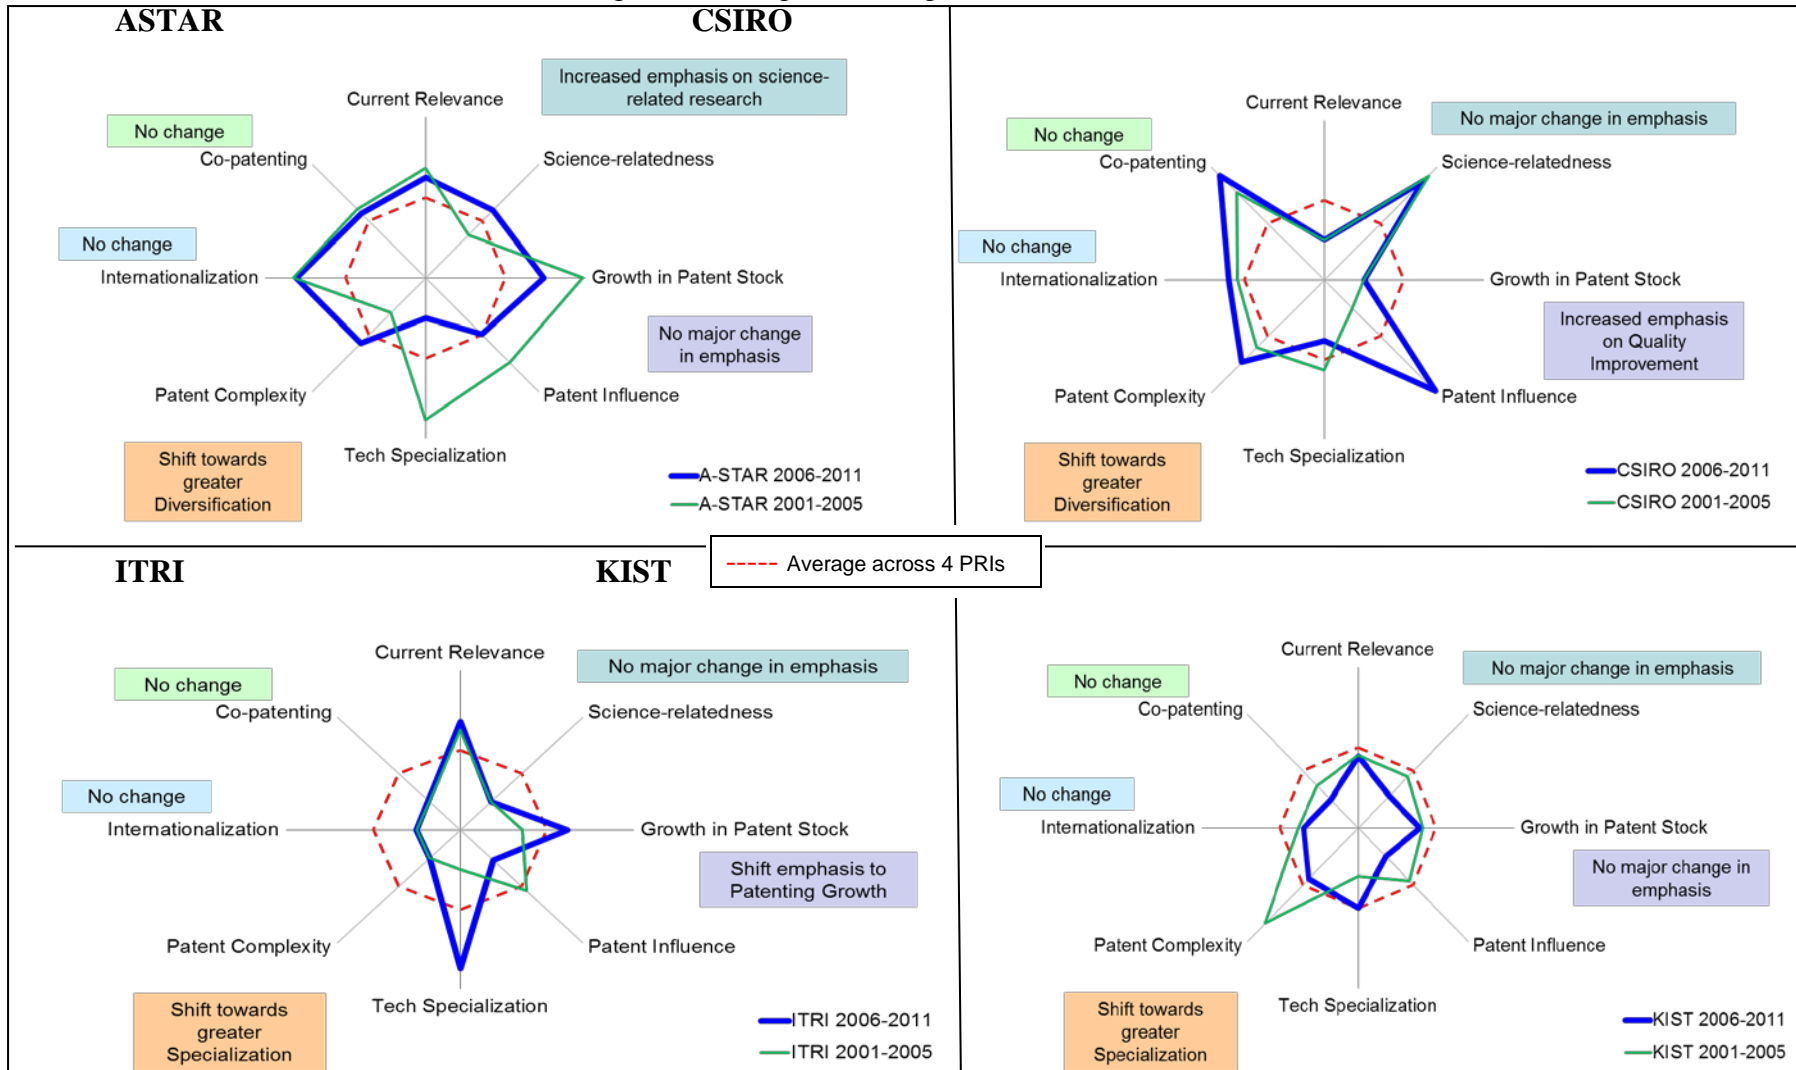 ASTAR
CSIRO
Increased emphasis on science-
related research
Current Relevance
No change
Co-patenting
Science-relatedness
No change
Internationalization
Growth in Patent Stock
No major change
in emphasis
Patent Complexity
Patent Influence
Tech Specialization
Shift towards
greater
Diversification
A-STAR 2006-2011
A-STAR 2001-2005
Current Relevance
No major change in emphasis
No change
Co-patenting
Science-relatedness
No change
Internationalization
Growth in Patent Stock
Increased emphasis
on Quality
Improvement
Patent Complexity
Patent Influence
Tech Specialization
Shift towards
greater
Diversification
CSIRO 2006-2011
CSIRO 2001-2005
Average across 4 PRIs
ITRI
KIST
Current Relevance
No major change in emphasis
No change
Co-patenting
Science-relatedness
No change
Internationalization
Growth in Patent Stock
Shift emphasis to
Patenting Growth
Patent Complexity
Patent Influence
Tech Specialization
Shift towards
greater
Specialization
ITRI 2006-2011
ITRI 2001-2005
Current Relevance
No major change in emphasis
No change
Co-patenting
Science-relatedness
No change
Internationalization
Growth in Patent Stock
No major change in
emphasis
Patent Complexity
Patent Influence
Tech Specialization
Shift towards
greater
Specialization
KIST 2006-2011
KIST 2001-2005